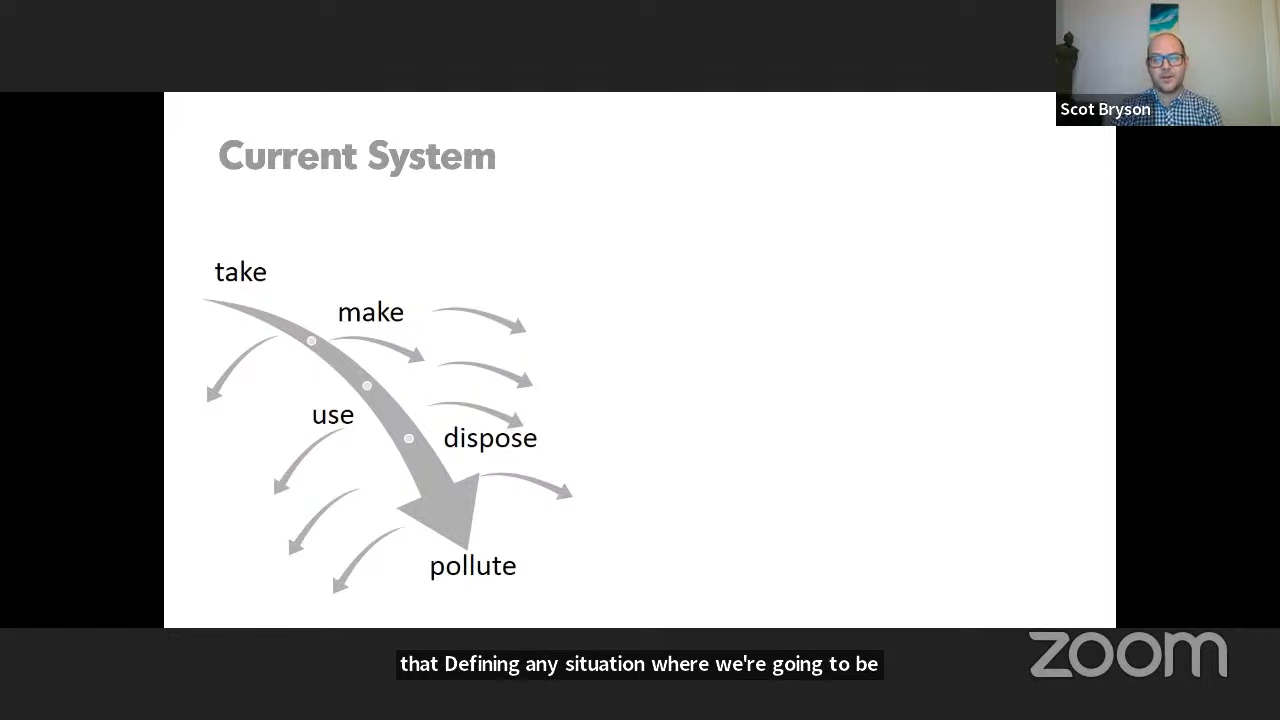 Scot Bryson
Current System
take
make
use
dispose
pollute
that Defining any situation where we're going to be
zoom